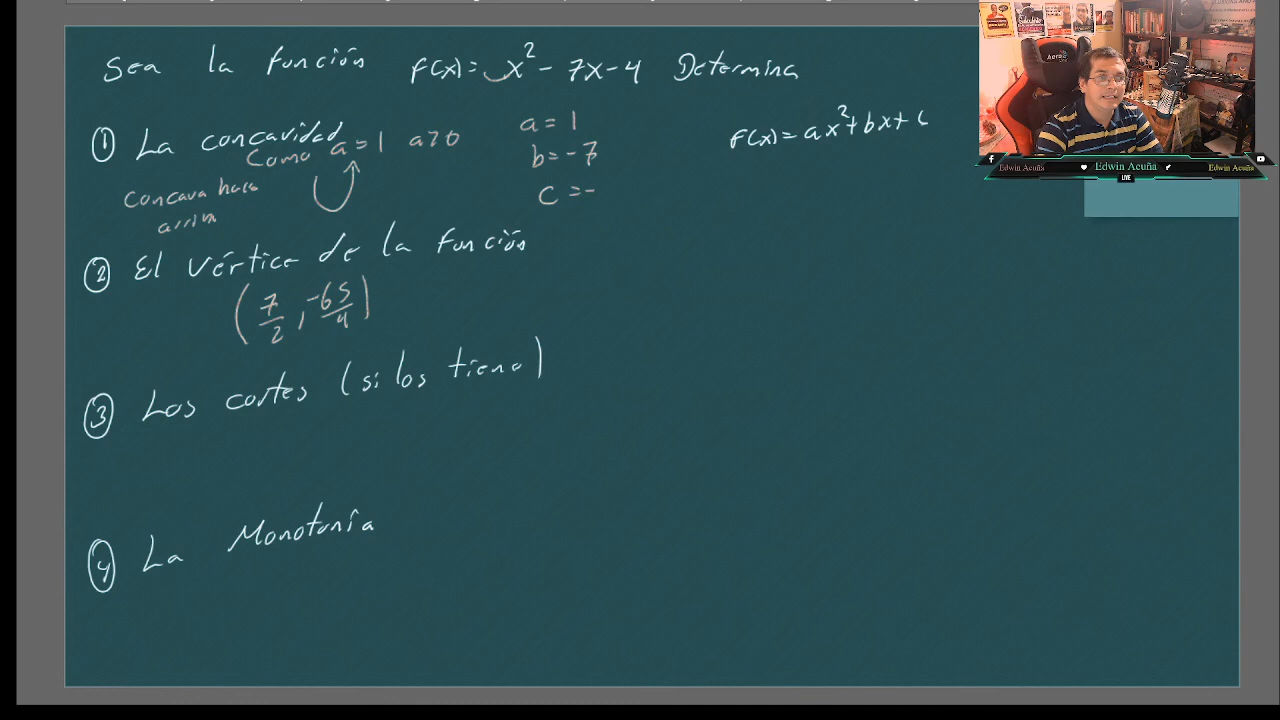 Sea la función f(x)= x² - 7x - 4 Determina
① La concavidad
Como a = 1 a>0
Concava hacia
arriba
a = 1
b = -7
c = -
f(x) = ax² + bx + c
② El vértice de la función
(7/2, -65/4)
③ Los cortes (si los tiene)
④ La Monotonía
Edwin Acuña
Edwin Acuña
Edwin Acuña
LIVE